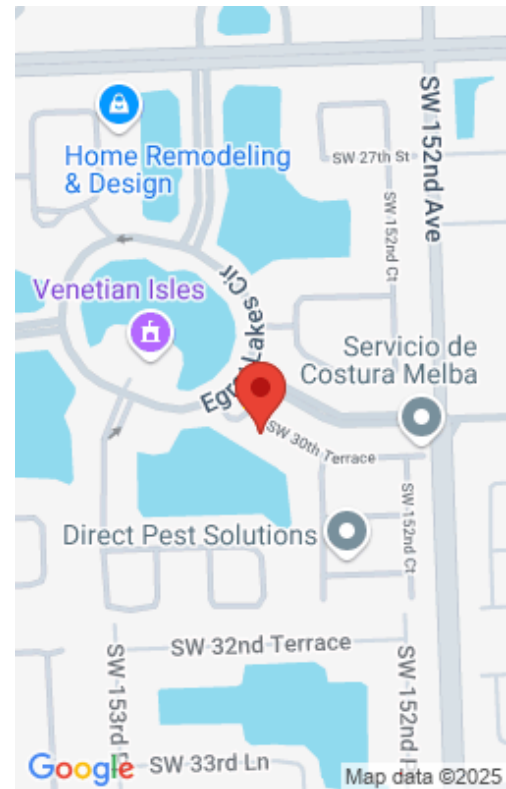 SW 152nd Ave
Home Remodeling
& Design
SW 27th St
SW 152nd Ct
Venetian Isles
Lakes Cir
Servicio de
Costura Melba
SW 30th Terrace
Direct Pest Solutions
SW 152nd Ct
SW 32nd Terrace
SW 153rd
SW 152nd
SW 33rd Ln
Google
Map data ©2025